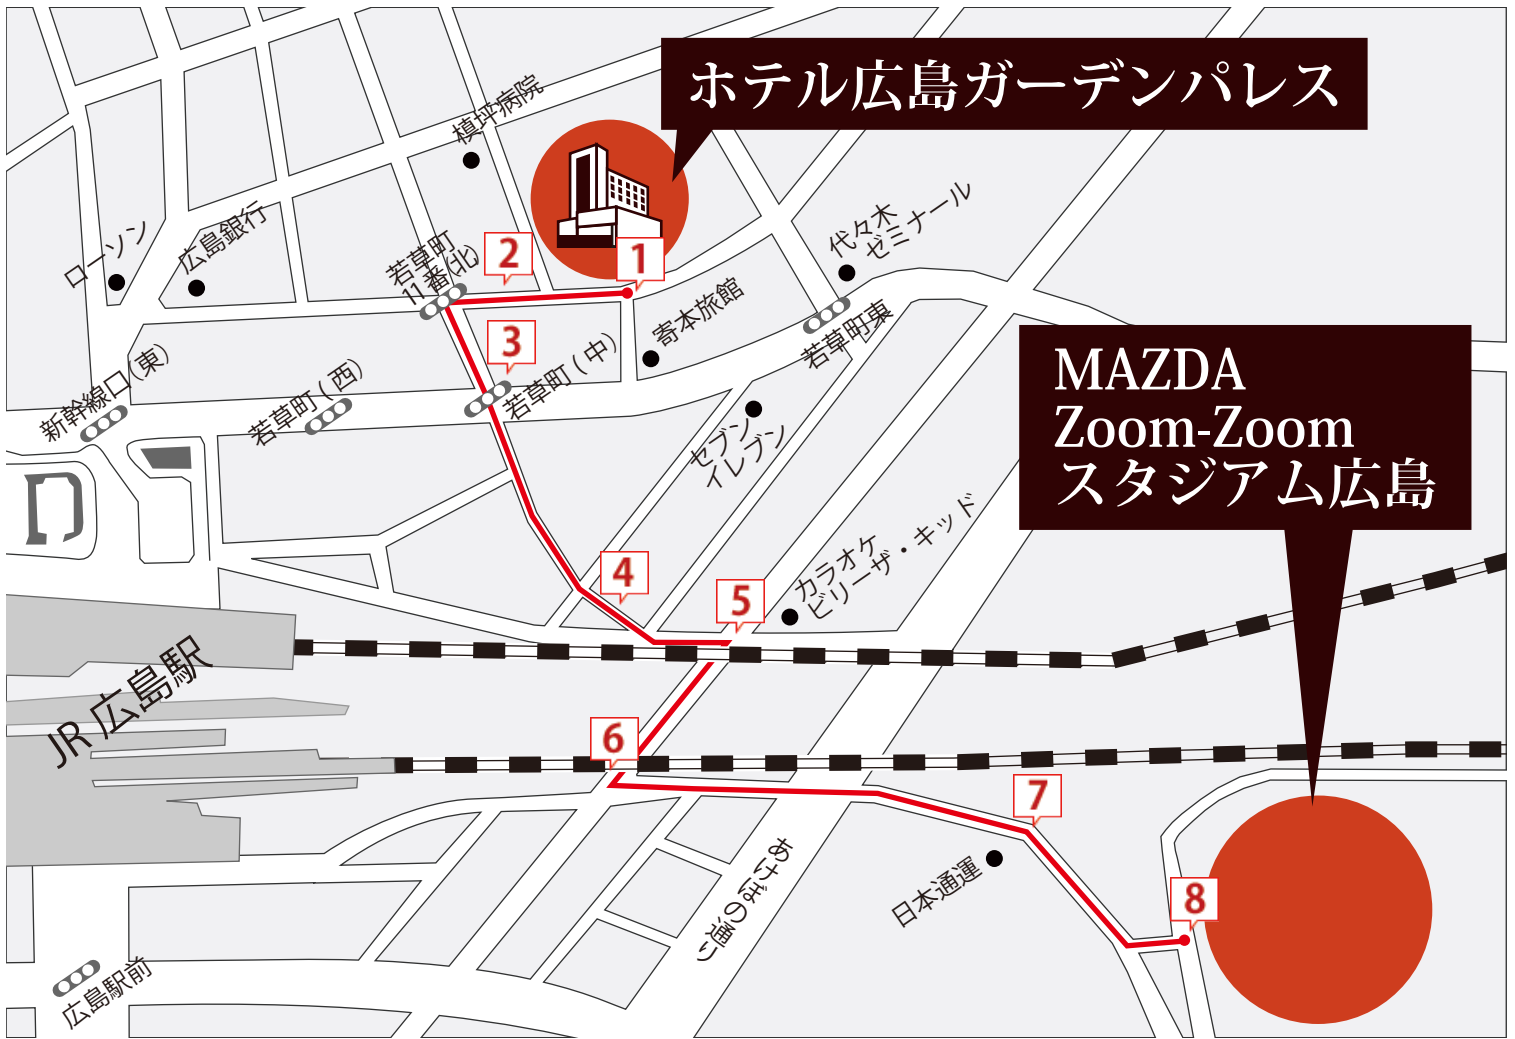 ホテル広島ガーデンパレス
槙坪病院
代々木
ゼミナール
ローソン
広島銀行
若草町
11番(北)
2
1
3
寄本旅館
若草町東
新幹線口(東)
若草町(西)
若草町(中)
MAZDA
Zoom-Zoom
スタジアム広島
セブン
イレブン
カラオケ
ビリーザ・キッド
4
5
JR 広島駅
6
7
あけぼの通り
日本通運
8
広島駅前